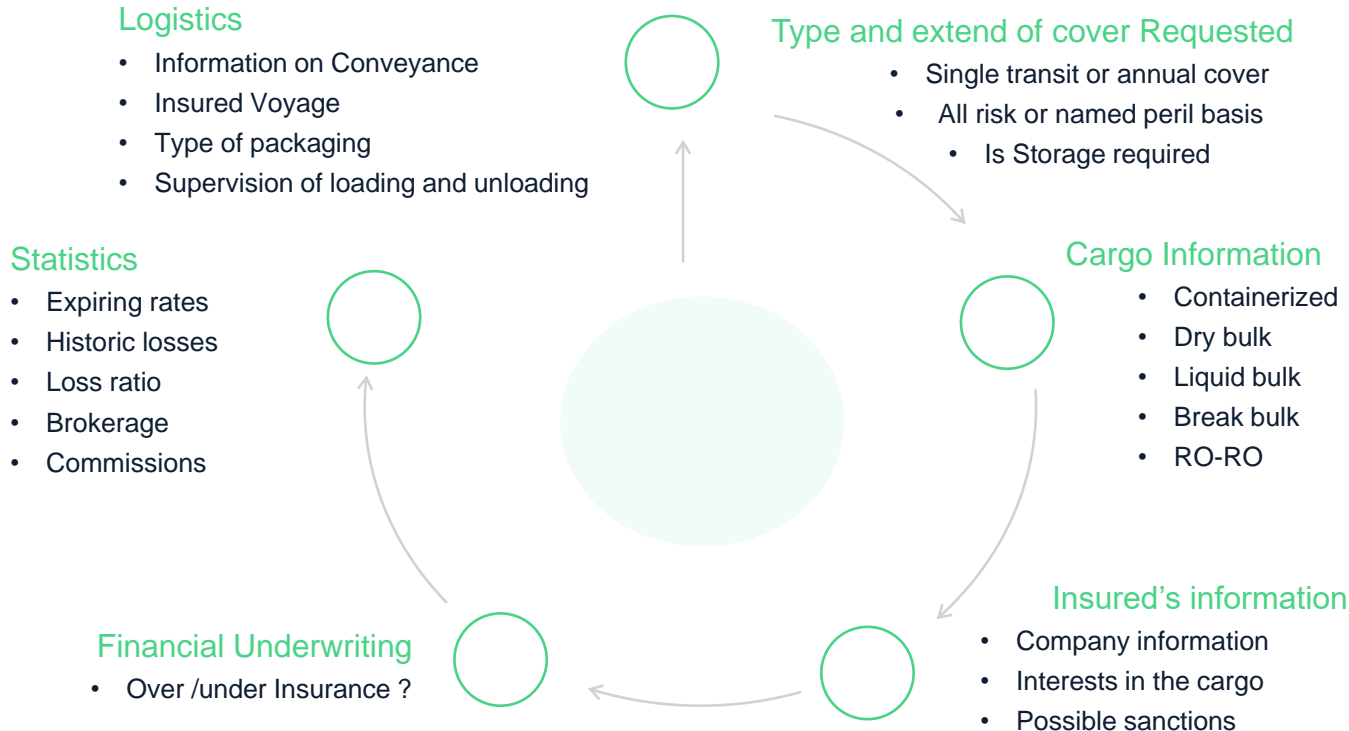 Logistics
• Information on Conveyance
• Insured Voyage
• Type of packaging
• Supervision of loading and unloading
Type and extend of cover Requested
• Single transit or annual cover
• All risk or named peril basis
• Is Storage required
Statistics
• Expiring rates
• Historic losses
• Loss ratio
• Brokerage
• Commissions
Cargo Information
• Containerized
• Dry bulk
• Liquid bulk
• Break bulk
• RO-RO
Financial Underwriting
• Over /under Insurance ?
Insured’s information
• Company information
• Interests in the cargo
• Possible sanctions